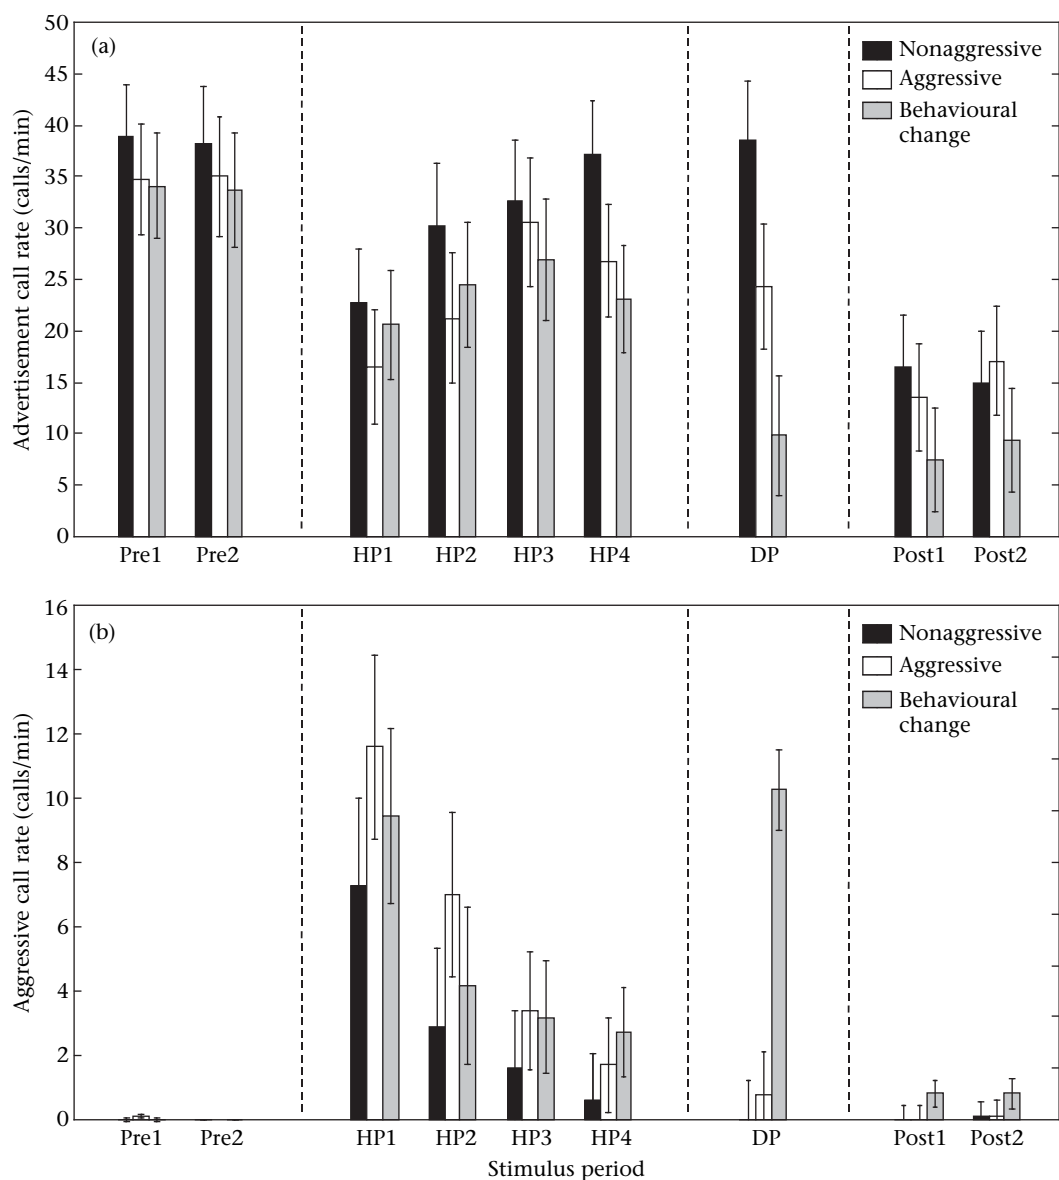 (a)
Nonaggressive
Aggressive
Behavioural
change
Advertisement call rate (calls/min)
50
45
40
35
30
25
20
15
10
5
0
Pre1 Pre2 HP1 HP2 HP3 HP4 DP Post1 Post2
(b)
Nonaggressive
Aggressive
Behavioural
change
Aggressive call rate (calls/min)
16
14
12
10
8
6
4
2
0
Pre1 Pre2 HP1 HP2 HP3 HP4 DP Post1 Post2
Stimulus period